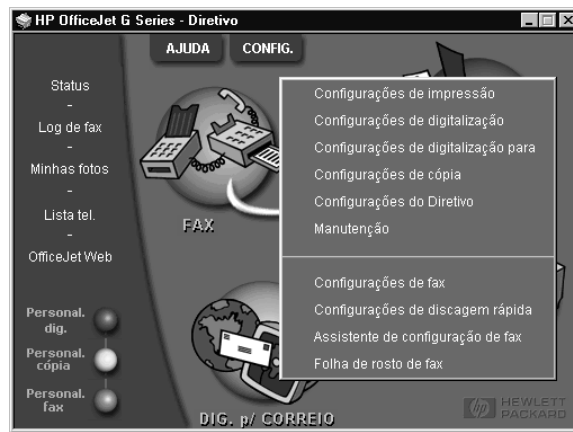 HP OfficeJet G Series - Diretivo
AJUDA CONFIG.
Status
-
Log de fax
-
Minhas fotos
-
Lista tel.
-
OfficeJet Web
Personal.
dig.
Personal.
cópia
Personal.
fax
FAX
DIG. p/ CORREIO
Configurações de impressão
Configurações de digitalização
Configurações de digitalização para
Configurações de cópia
Configurações do Diretivo
Manutenção
Configurações de fax
Configurações de discagem rápida
Assistente de configuração de fax
Folha de rosto de fax
hp HEWLETT
PACKARD